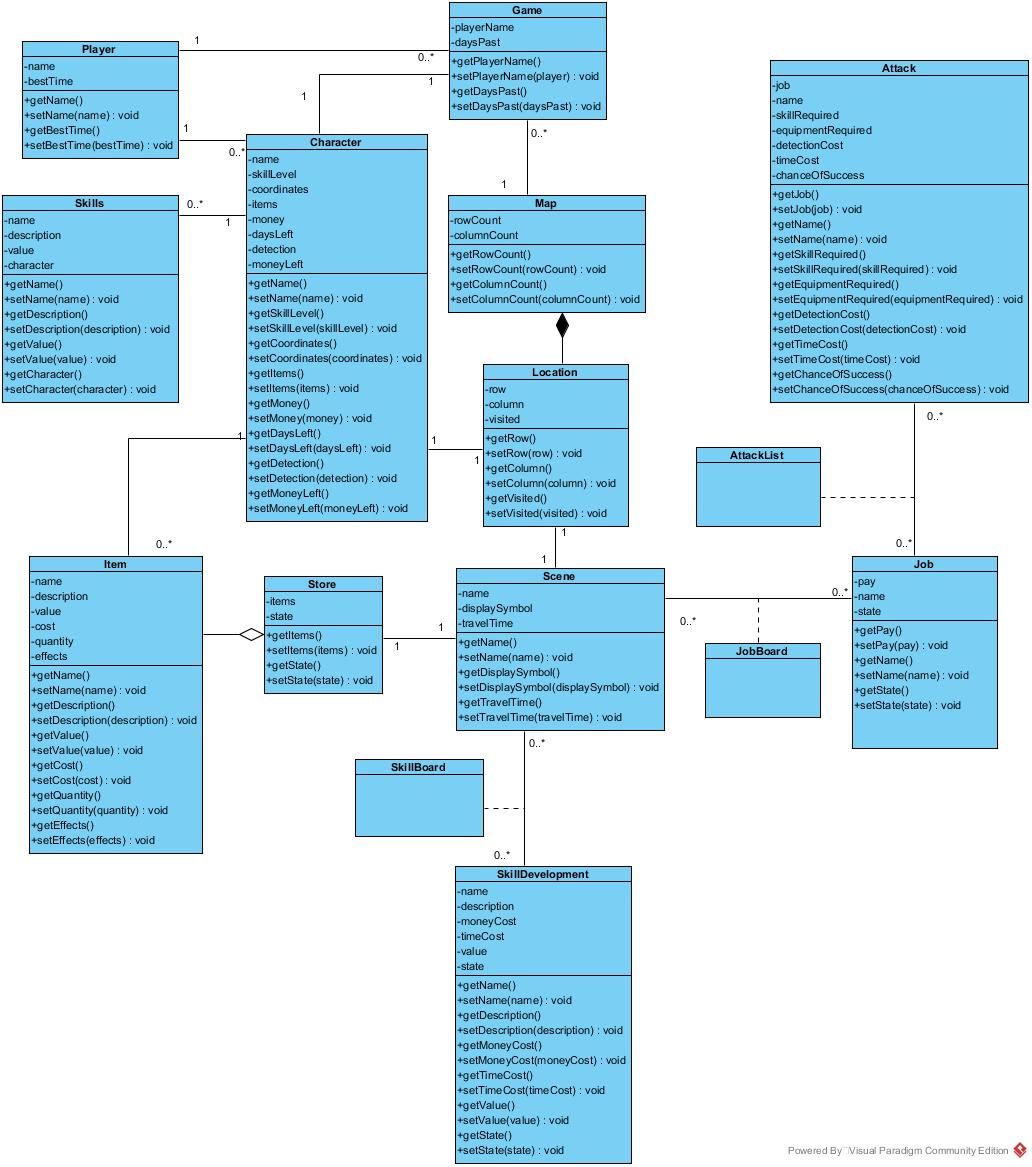 Game
-playerName
-daysPast
+getPlayerName()
+setPlayerName(player) : void
+getDaysPast()
+setDaysPast(daysPast) : void
Player
-name
-bestTime
+getName()
+setName(name) : void
+getBestTime()
+setBestTime(bestTime) : void
1
0..*
1
1
1
0..*
0..*
1
Attack
-job
-name
-skillRequired
-equipmentRequired
-detectionCost
-timeCost
-chanceOfSuccess
+getJob()
+setJob(job) : void
+getName()
+setName(name) : void
+getSkillRequired()
+setSkillRequired(skillRequired) : void
+getEquipmentRequired()
+setEquipmentRequired(equipmentRequired) : void
+getDetectionCost()
+setDetectionCost(detectionCost) : void
+getTimeCost()
+setTimeCost(timeCost) : void
+getChanceOfSuccess()
+setChanceOfSuccess(chanceOfSuccess) : void
Character
-name
-skillLevel
-coordinates
-items
-money
-daysLeft
-detection
-moneyLeft
+getName()
+setName(name) : void
+getSkillLevel()
+setSkillLevel(skillLevel) : void
+getCoordinates()
+setCoordinates(coordinates) : void
+getItems()
+setItems(items) : void
+getMoney()
+setMoney(money) : void
+getDaysLeft()
+setDaysLeft(daysLeft) : void
+getDetection()
+setDetection(detection) : void
+getMoneyLeft()
+setMoneyLeft(moneyLeft) : void
Skills
-name
-description
-value
-character
+getName()
+setName(name) : void
+getDescription()
+setDescription(description) : void
+getValue()
+setValue(value) : void
+getCharacter()
+setCharacter(character) : void
0..*
1
Map
-rowCount
-columnCount
+getRowCount()
+setRowCount(rowCount) : void
+getColumnCount()
+setColumnCount(columnCount) : void
Location
-row
-column
-visited
+getRow()
+setRow(row) : void
+getColumn()
+setColumn(column) : void
+getVisited()
+setVisited(visited) : void
1
1
1
0..*
1
1
0..*
AttackList
0..*
Item
-name
-description
-value
-cost
-quantity
-effects
+getName()
+setName(name) : void
+getDescription()
+setDescription(description) : void
+getValue()
+setValue(value) : void
+getCost()
+setCost(cost) : void
+getQuantity()
+setQuantity(quantity) : void
+getEffects()
+setEffects(effects) : void
Store
-items
-state
+getItems()
+setItems(items) : void
+getState()
+setState(state) : void
1
1
Scene
-name
-displaySymbol
-travelTime
+getName()
+setName(name) : void
+getDisplaySymbol()
+setDisplaySymbol(displaySymbol) : void
+getTravelTime()
+setTravelTime(travelTime) : void
0..*
0..*
JobBoard
Job
-pay
-name
-state
+getPay()
+setPay(pay) : void
+getName()
+setName(name) : void
+getState()
+setState(state) : void
0..*
SkillBoard
0..*
SkillDevelopment
-name
-description
-moneyCost
-timeCost
-value
-state
+getName()
+setName(name) : void
+getDescription()
+setDescription(description) : void
+getMoneyCost()
+setMoneyCost(moneyCost) : void
+getTimeCost()
+setTimeCost(timeCost) : void
+getValue()
+setValue(value) : void
+getState()
+setState(state) : void
Powered By Visual Paradigm Community Edition